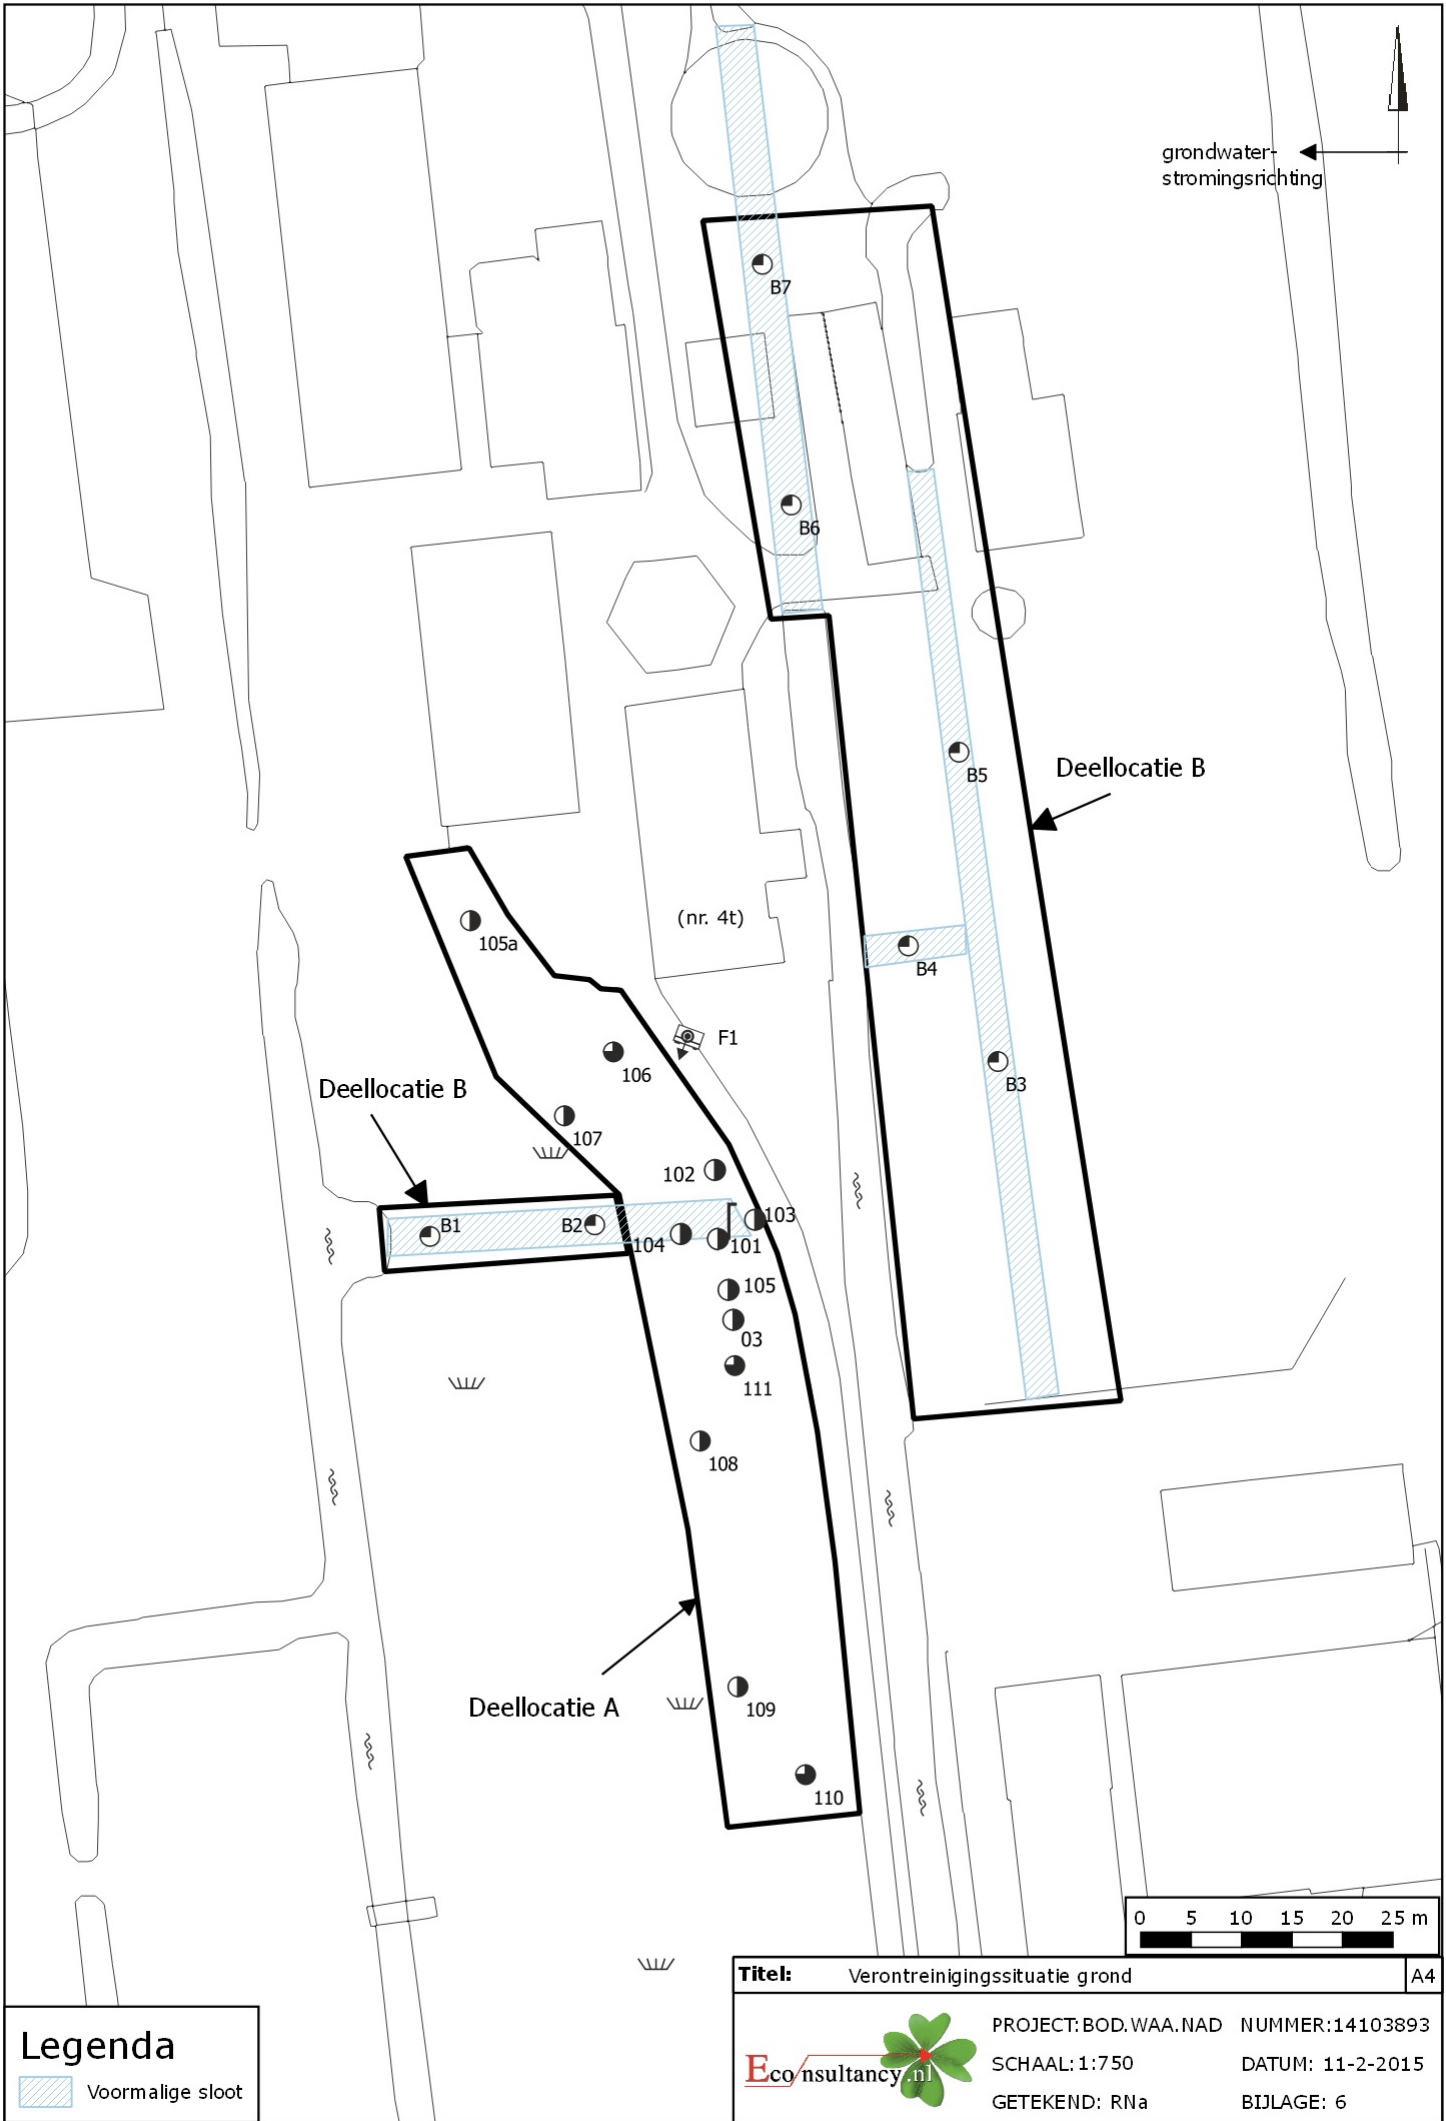 grondwater-
stromingsrichting
B7
B6
Deellocatie B
B5
(nr. 4t)
105a
B4
F1
106
B3
Deellocatie B
107
102
103
B1
B2
104
101
105
03
111
108
Deellocatie A
109
110
0 5 10 15 20 25 m
Titel: Verontreinigingssituatie grond A4
Legenda
Voormalige sloot
Econsultancy.nl
PROJECT:BOD.WAA.NAD NUMMER:14103893
SCHAAL:1:750 DATUM: 11-2-2015
GETEKEND: RNa BIJLAGE: 6